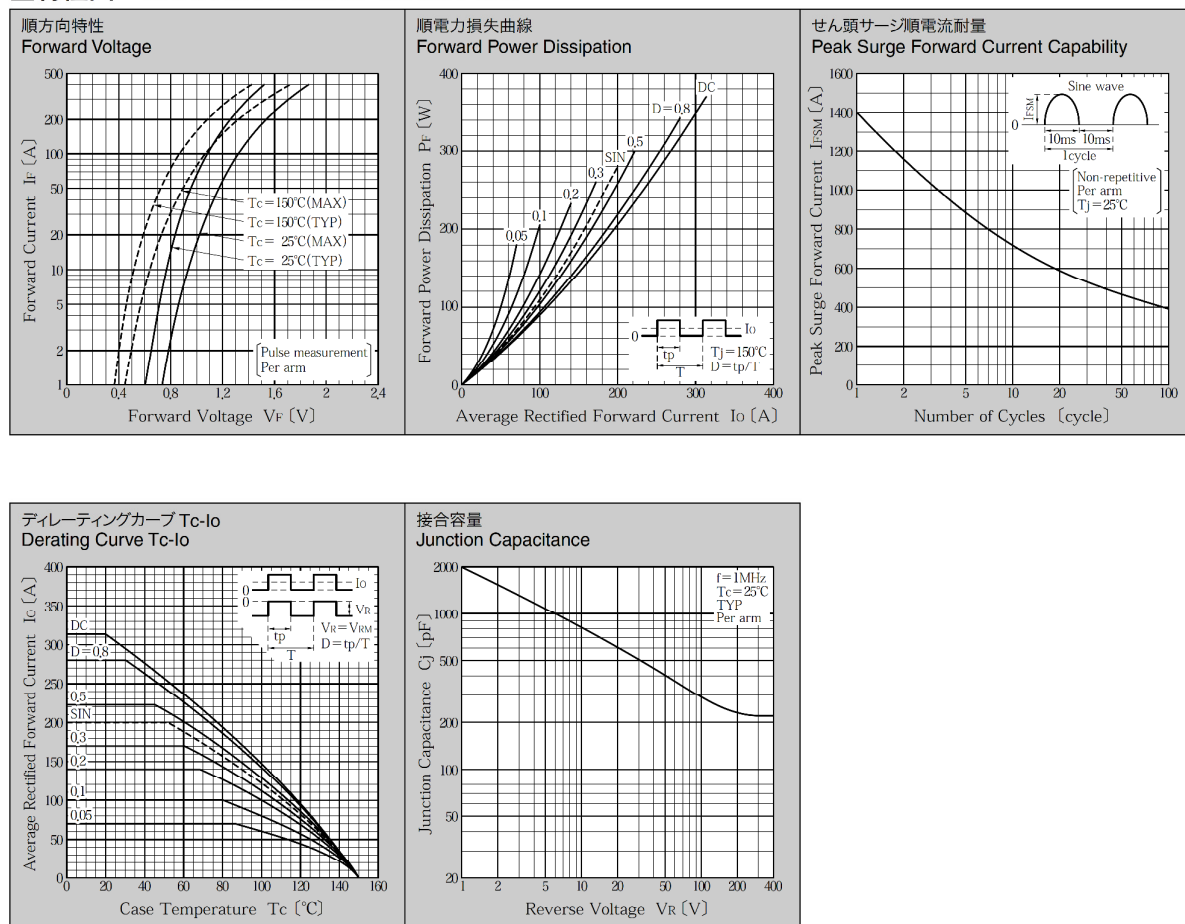 順方向特性
Forward Voltage
500
200
100
50
20
10
5
2
1
0
0.4
0.8
1.2
1.6
2
2.4
Forward Current IF〔A〕
Tc=150℃(MAX)
Tc=150℃(TYP)
Tc= 25℃(MAX)
Tc= 25℃(TYP)
Pulse measurement
Per arm
Forward Voltage VF〔V〕
順電力損失曲線
Forward Power Dissipation
400
300
200
100
0
0
100
200
300
400
Forward Power Dissipation PF〔W〕
DC
D=0.8
0.5
SIN
0.3
0.2
0.1
0.05
0
Io
tp
T
Tj=150℃
D=tp/T
Average Rectified Forward Current Io〔A〕
せん頭サージ順電流耐量
Peak Surge Forward Current Capability
1600
1400
1200
1000
800
600
400
200
0
1
2
5
10
20
50
100
Peak Surge Forward Current IFSM〔A〕
Sine wave
IFSM
0
10ms
10ms
1cycle
Non-repetitive
Per arm
Tj=25℃
Number of Cycles〔cycle〕
ディレーティングカーブ Tc-Io
Derating Curve Tc-Io
400
350
300
250
200
150
100
50
0
0
20
40
60
80
100
120
140
160
Average Rectified Forward Current Io〔A〕
DC
D=0.8
0.5
SIN
0.3
0.2
0.1
0.05
0
Io
0
VR
tp
T
VR=VRM
D=tp/T
Case Temperature Tc〔℃〕
接合容量
Junction Capacitance
2000
1000
500
200
100
50
20
1
2
5
10
20
50
100
200
400
Junction Capacitance Cj〔pF〕
f=1MHz
Tc=25℃
TYP
Per arm
Reverse Voltage VR〔V〕